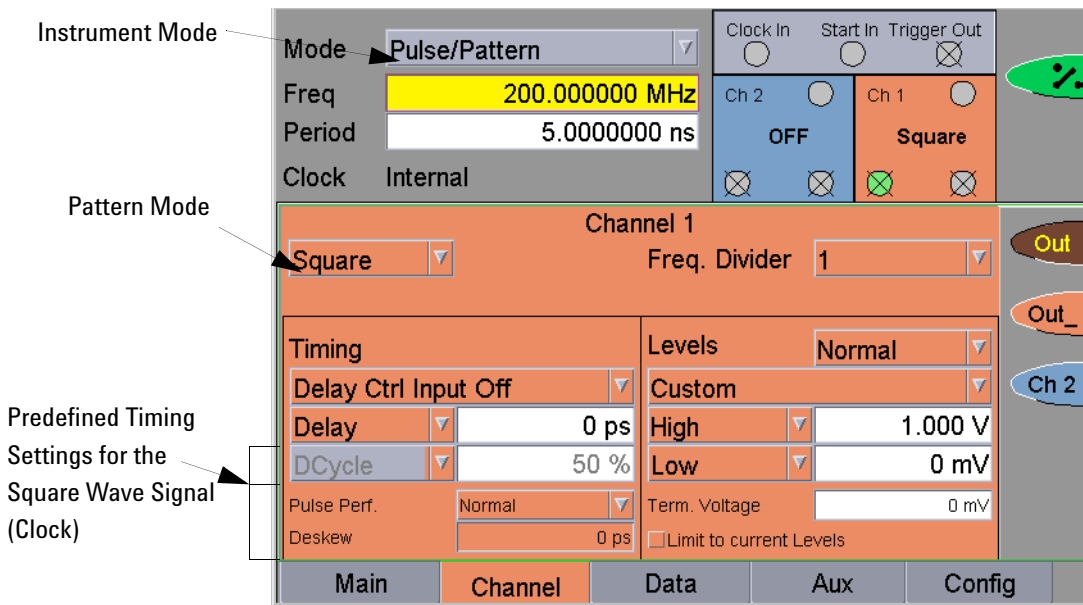 Instrument Mode
Mode Pulse/Pattern
Clock In Start In Trigger Out
Freq 200.000000 MHz
Period 5.0000000 ns
Clock Internal
Ch 2 Ch 1
OFF Square
Pattern Mode
Channel 1
Square Freq. Divider 1
Out
Out_
Ch 2
Timing
Delay Ctrl Input Off
Delay 0 ps
DCycle 50 %
Pulse Perf. Normal
Deskew 0 ps
Levels Normal
Custom
High 1.000 V
Low 0 mV
Term. Voltage 0 mV
Limit to current Levels
Predefined Timing
Settings for the
Square Wave Signal
(Clock)
Main Channel Data Aux Config